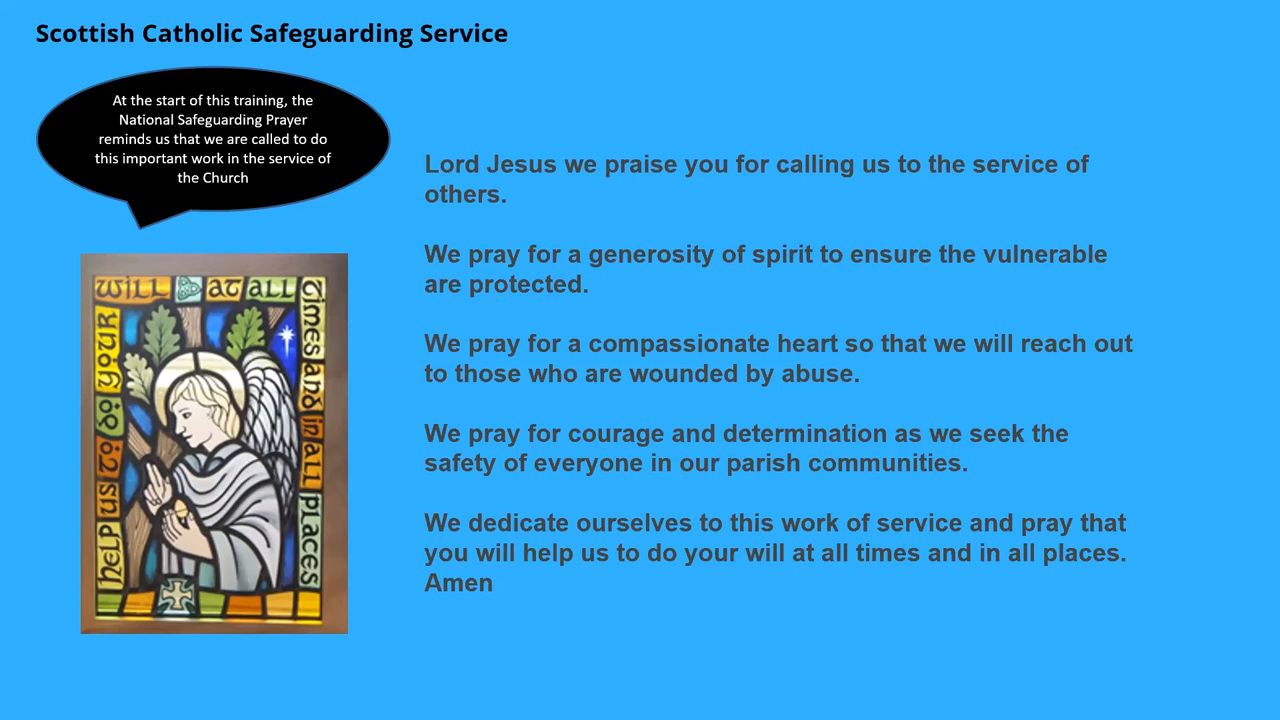 Scottish Catholic Safeguarding Service
At the start of this training, the
National Safeguarding Prayer
reminds us that we are called to do
this important work in the service of
the Church
Lord Jesus we praise you for calling us to the service of
others.
We pray for a generosity of spirit to ensure the vulnerable
are protected.
We pray for a compassionate heart so that we will reach out
to those who are wounded by abuse.
We pray for courage and determination as we seek the
safety of everyone in our parish communities.
We dedicate ourselves to this work of service and pray that
you will help us to do your will at all times and in all places.
Amen
help us to do your
will at all
times and in all places